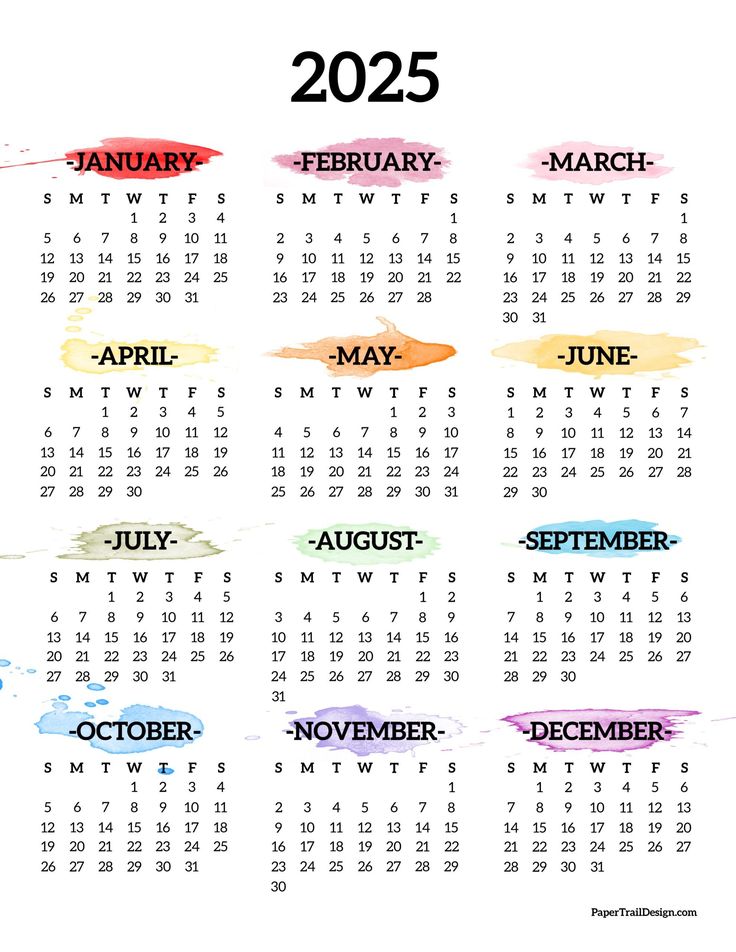 2025
-JANUARY-
S M T W T F S
1 2 3 4
5 6 7 8 9 10 11
12 13 14 15 16 17 18
19 20 21 22 23 24 25
26 27 28 29 30 31
-FEBRUARY-
S M T W T F S
1
2 3 4 5 6 7 8
9 10 11 12 13 14 15
16 17 18 19 20 21 22
23 24 25 26 27 28
-MARCH-
S M T W T F S
1
2 3 4 5 6 7 8
9 10 11 12 13 14 15
16 17 18 19 20 21 22
23 24 25 26 27 28 29
30 31
-APRIL-
S M T W T F S
1 2 3 4 5
6 7 8 9 10 11 12
13 14 15 16 17 18 19
20 21 22 23 24 25 26
27 28 29 30
-MAY-
S M T W T F S
1 2 3
4 5 6 7 8 9 10
11 12 13 14 15 16 17
18 19 20 21 22 23 24
25 26 27 28 29 30 31
-JUNE-
S M T W T F S
1 2 3 4 5 6 7
8 9 10 11 12 13 14
15 16 17 18 19 20 21
22 23 24 25 26 27 28
29 30
-JULY-
S M T W T F S
1 2 3 4 5
6 7 8 9 10 11 12
13 14 15 16 17 18 19
20 21 22 23 24 25 26
27 28 29 30 31
-AUGUST-
S M T W T F S
1 2
3 4 5 6 7 8 9
10 11 12 13 14 15 16
17 18 19 20 21 22 23
24 25 26 27 28 29 30
31
-SEPTEMBER-
S M T W T F S
1 2 3 4 5 6
7 8 9 10 11 12 13
14 15 16 17 18 19 20
21 22 23 24 25 26 27
28 29 30
-OCTOBER-
S M T W T F S
1 2 3 4
5 6 7 8 9 10 11
12 13 14 15 16 17 18
19 20 21 22 23 24 25
26 27 28 29 30 31
-NOVEMBER-
S M T W T F S
1
2 3 4 5 6 7 8
9 10 11 12 13 14 15
16 17 18 19 20 21 22
23 24 25 26 27 28 29
30
-DECEMBER-
S M T W T F S
1 2 3 4 5 6
7 8 9 10 11 12 13
14 15 16 17 18 19 20
21 22 23 24 25 26 27
28 29 30 31
PaperTrailDesign.com